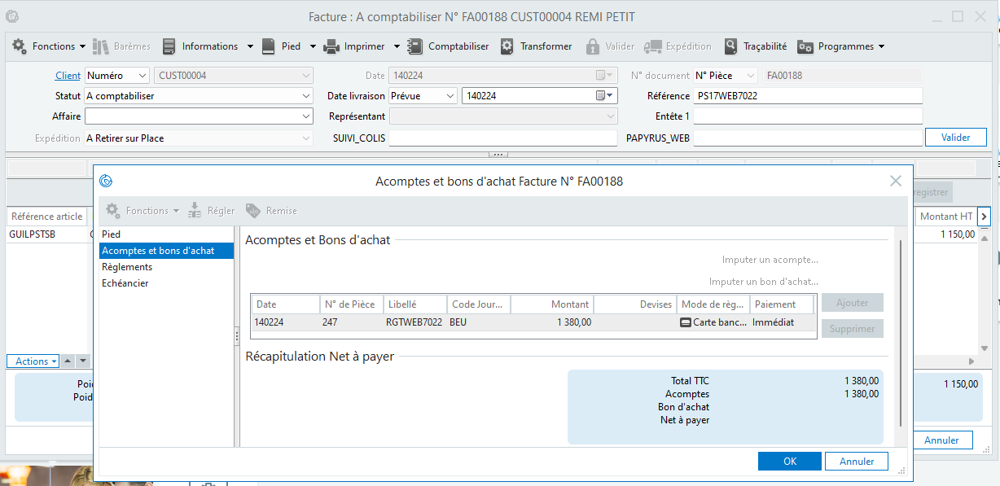 Facture : A comptabiliser N° FA00188 CUST00004 REMI PETIT
Fonctions Barèmes Informations Pied Imprimer Comptabiliser Transformer Valider Expédition Traçabilité Programmes
Client Numéro CUST00004 Date 140224 N° document N° Pièce FA00188
Statut A comptabiliser Date livraison Prévue 140224 Référence PS17WEB7022
Affaire Représentant Entête 1
Expédition A Retirer sur Place SUIVI_COLIS PAPYRUS_WEB Valider
Acomptes et bons d'achat Facture N° FA00188
registrer
Fonctions Régler Remise
Référence article Montant HT
GUILPSTSB 1 150,00
Pied
Acomptes et bons d'achat
Règlements
Echéancier
Acomptes et Bons d'achat
Imputer un acompte...
Imputer un bon d'achat...
Date N° de Pièce Libellé Code Jour... Montant Devises Mode de règ... Paiement
140224 247 RGTWEB7022 BEU 1 380,00 Carte banc... Immédiat
Ajouter
Supprimer
Récapitulation Net à payer
Total TTC 1 380,00
Acomptes 1 380,00
Bon d'achat
Net à payer
Actions
Poid
Poid
1 150,00
OK Annuler
Annuler